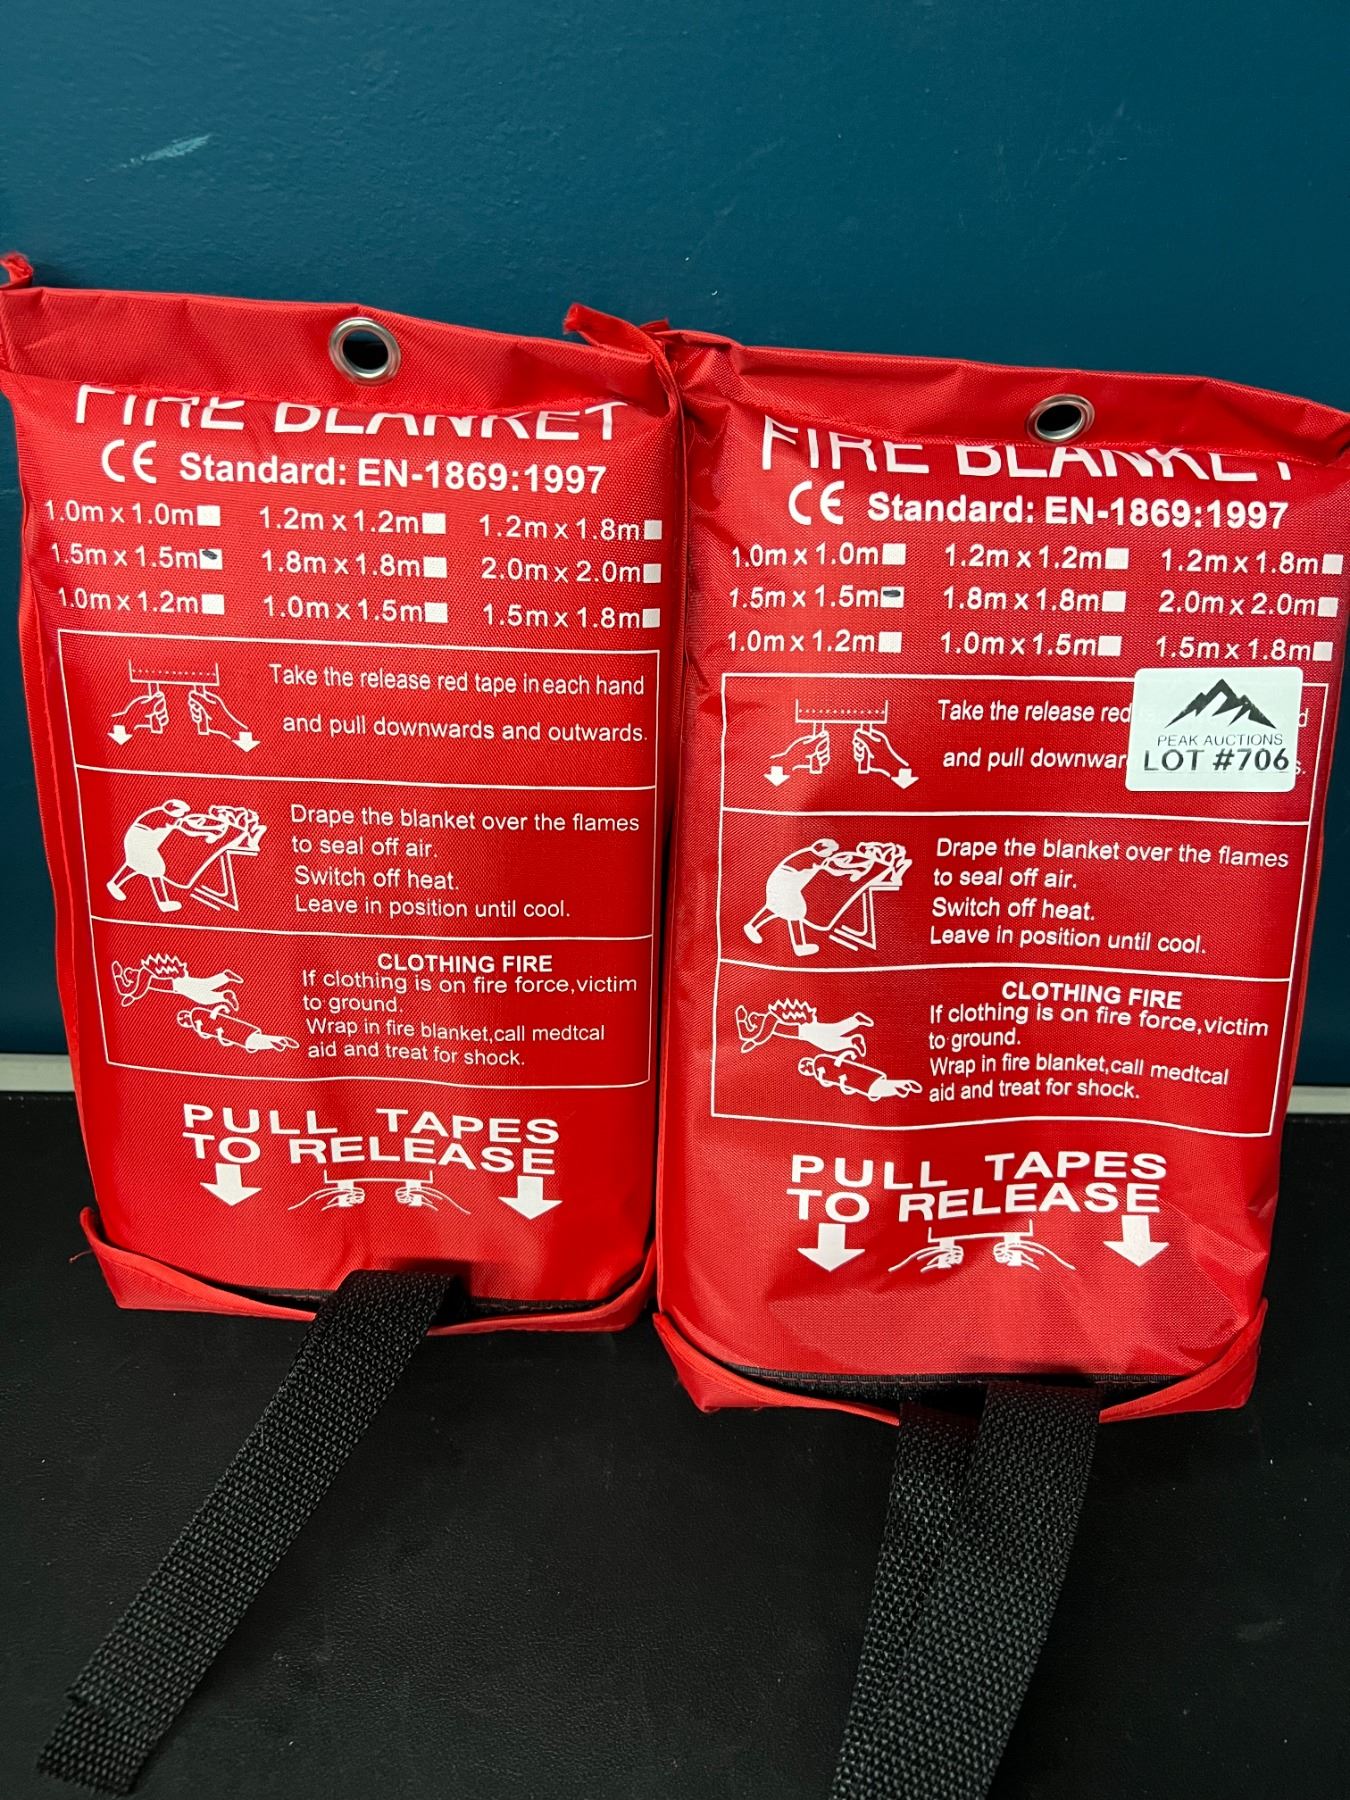 FIRE BLANKET
CE Standard: EN-1869:1997
1.0m x 1.0m 1.2m x 1.2m 1.2m x 1.8m
1.5m x 1.5m 1.8m x 1.8m 2.0m x 2.0m
1.0m x 1.2m 1.0m x 1.5m 1.5m x 1.8m
Take the release red tape in each hand
and pull downwards and outwards.
Drape the blanket over the flames
to seal off air.
Switch off heat.
Leave in position until cool.
CLOTHING FIRE
If clothing is on fire force,victim
to ground.
Wrap in fire blanket,call medtcal
aid and treat for shock.
PULL TAPES
TO RELEASE
FIRE BLANKET
CE Standard: EN-1869:1997
1.0m x 1.0m 1.2m x 1.2m 1.2m x 1.8m
1.5m x 1.5m 1.8m x 1.8m 2.0m x 2.0m
1.0m x 1.2m 1.0m x 1.5m 1.5m x 1.8m
Take the release red
and pull downwar
PEAK AUCTIONS
LOT #706
Drape the blanket over the flames
to seal off air.
Switch off heat.
Leave in position until cool.
CLOTHING FIRE
If clothing is on fire force,victim
to ground.
Wrap in fire blanket,call medtcal
aid and treat for shock.
PULL TAPES
TO RELEASE